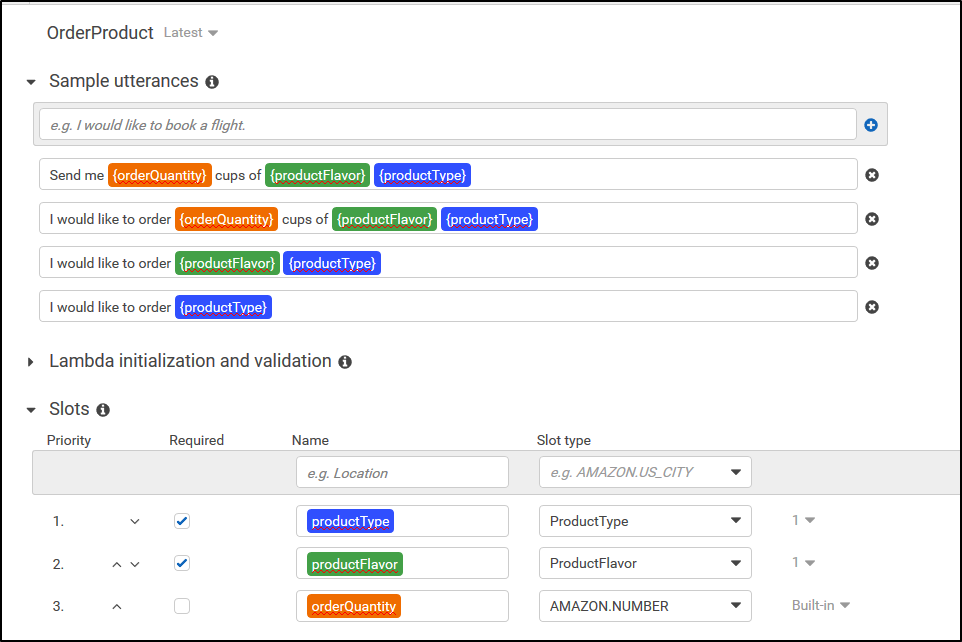 OrderProduct Latest
Sample utterances
e.g. I would like to book a flight.
Send me {orderQuantity} cups of {productFlavor} {productType}
I would like to order {orderQuantity} cups of {productFlavor} {productType}
I would like to order {productFlavor} {productType}
I would like to order {productType}
Lambda initialization and validation
Slots
Priority Required Name Slot type
e.g. Location e.g. AMAZON.US_CITY
1. productType ProductType 1
2. productFlavor ProductFlavor 1
3. orderQuantity AMAZON.NUMBER Built-in